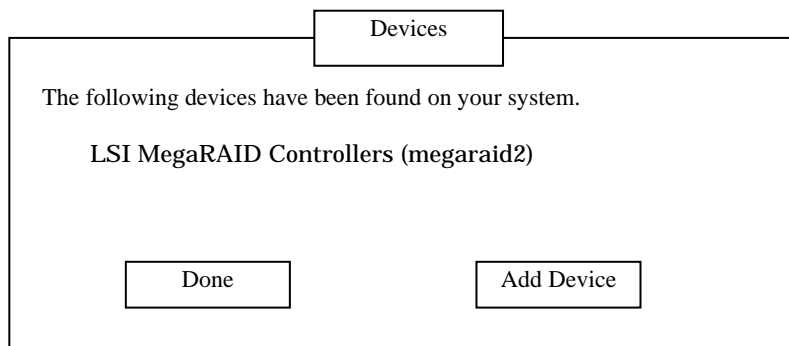 Devices
The following devices have been found on your system.
LSI MegaRAID Controllers (megaraid2)
Done
Add Device